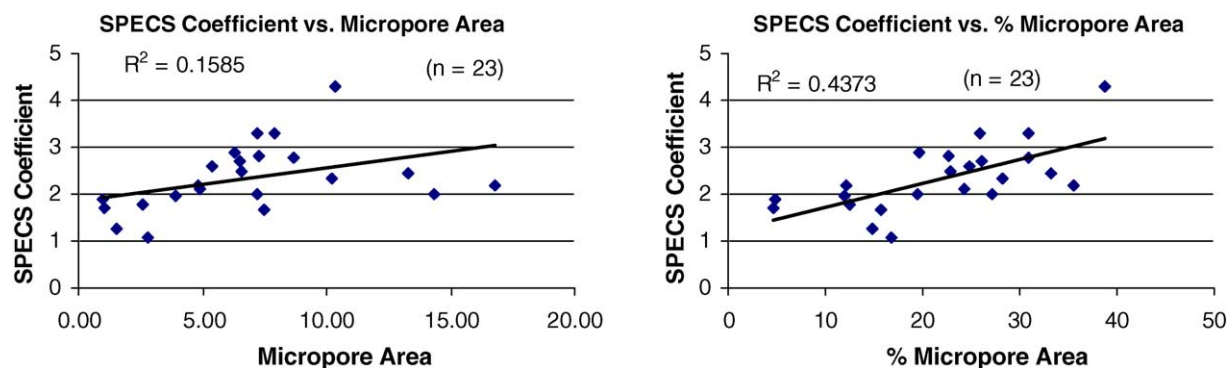 SPECS Coefficient vs. Micropore Area
R² = 0.1585
(n = 23)
SPECS Coefficient
5
4
3
2
1
0
0.00 5.00 10.00 15.00 20.00
Micropore Area
SPECS Coefficient vs. % Micropore Area
R² = 0.4373
(n = 23)
SPECS Coefficient
5
4
3
2
1
0
0 10 20 30 40 50
% Micropore Area